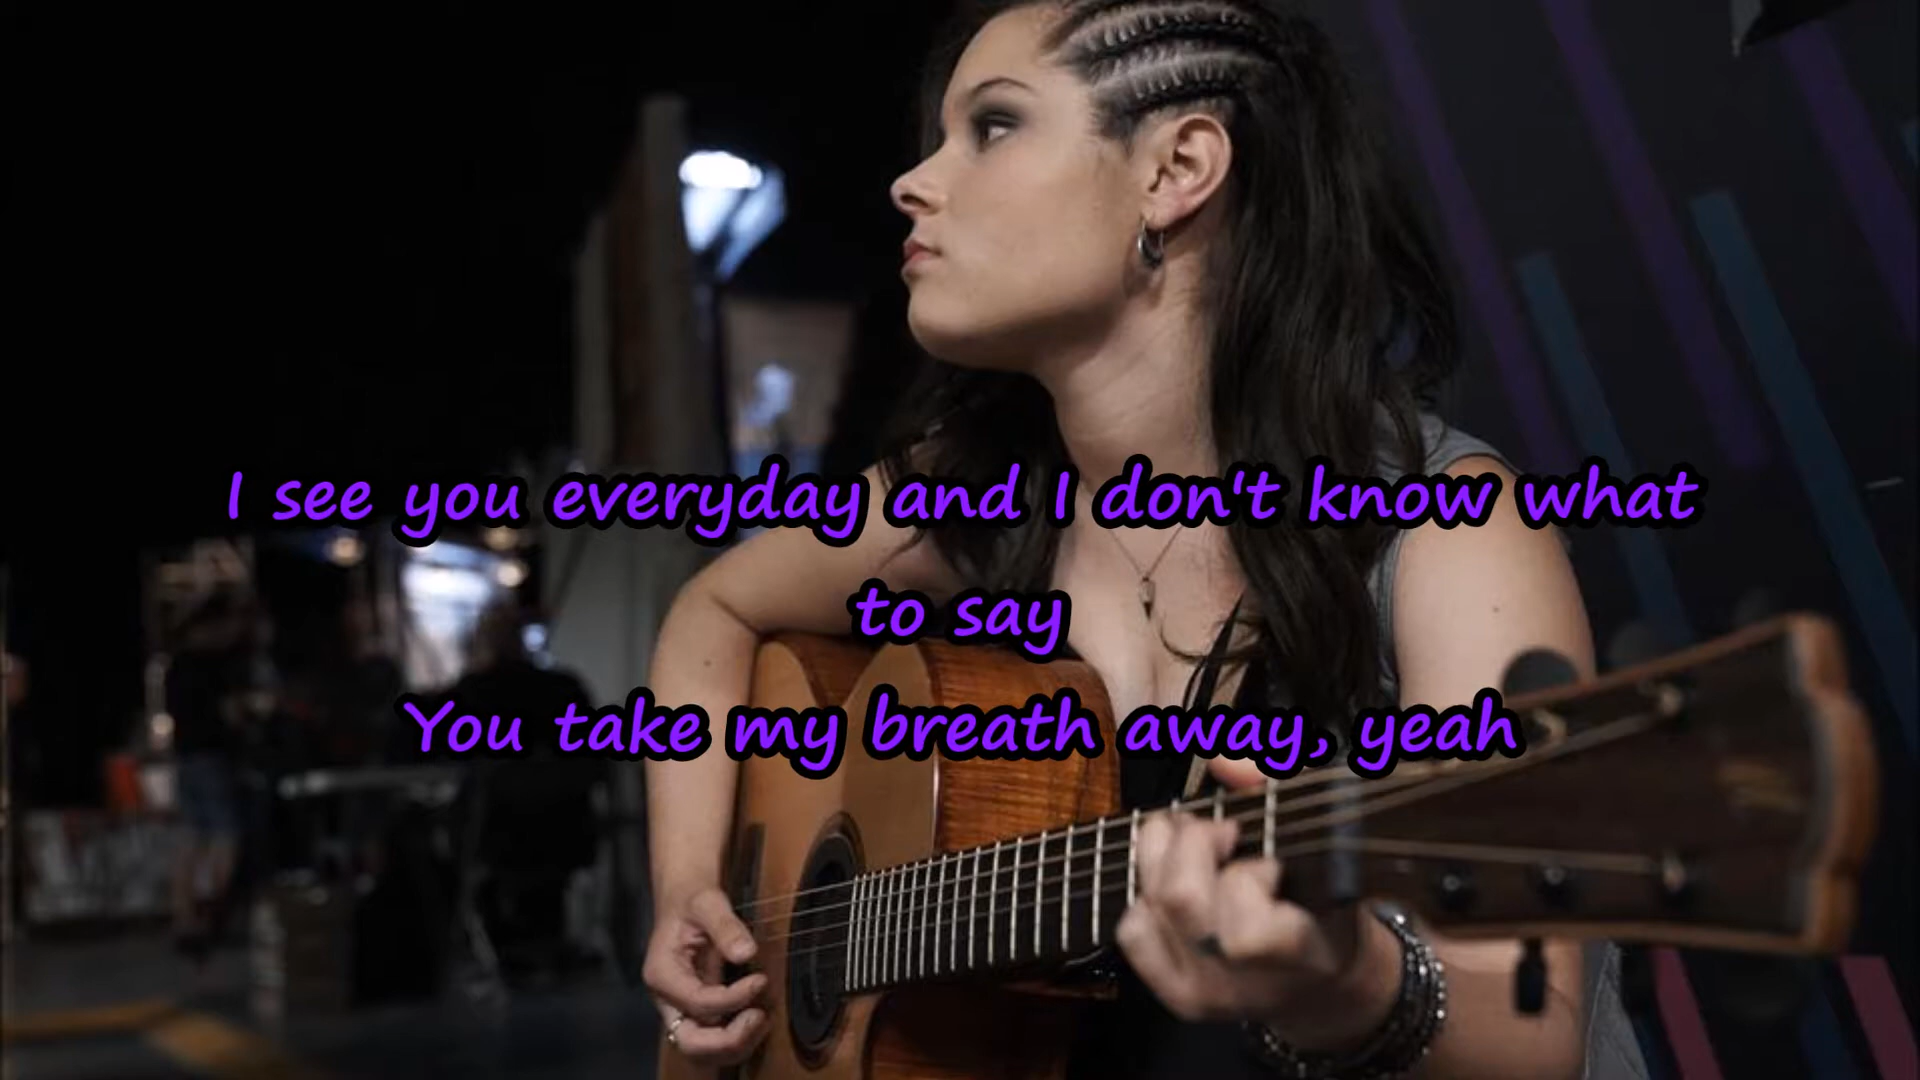 I see you everyday and I don't know what
to say
You take my breath away, yeah